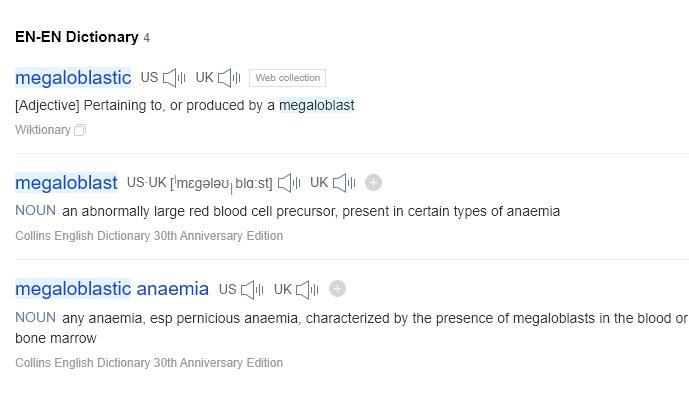 EN-EN Dictionary 4
megaloblastic US UK Web collection
[Adjective] Pertaining to, or produced by a megaloblast
Wiktionary
megaloblast US·UK [ˈmɛgələʊˌblɑːst] UK
NOUN an abnormally large red blood cell precursor, present in certain types of anaemia
Collins English Dictionary 30th Anniversary Edition
megaloblastic anaemia US UK
NOUN any anaemia, esp pernicious anaemia, characterized by the presence of megaloblasts in the blood or
bone marrow
Collins English Dictionary 30th Anniversary Edition